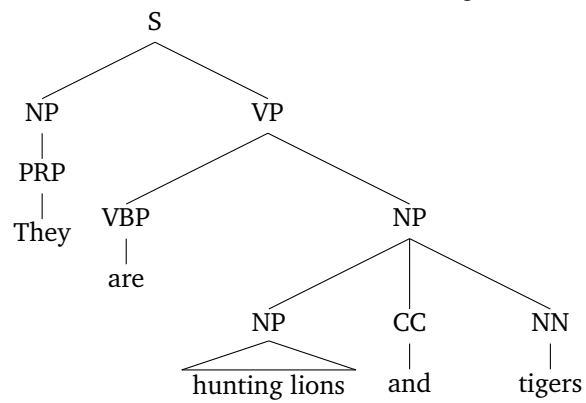 S
NP VP
PRP
They VBP NP
are
NP CC NN
hunting lions and tigers